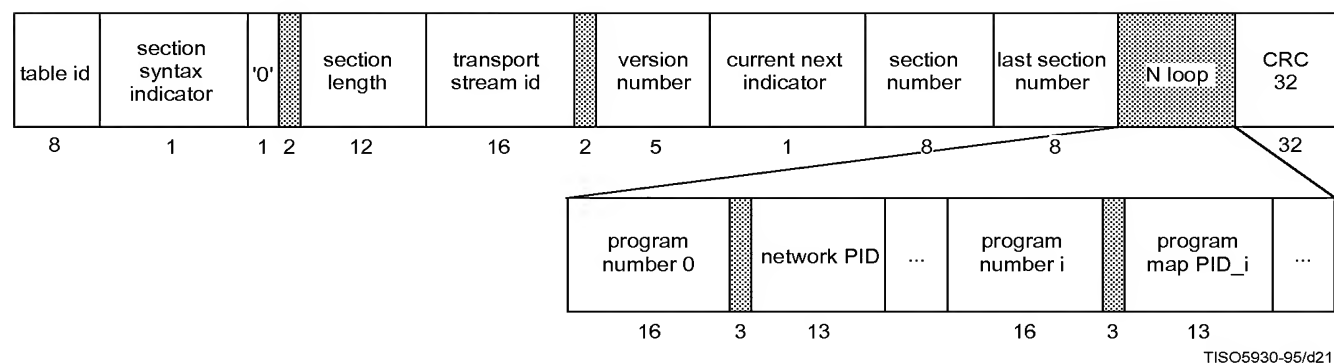 table id
section
syntax
indicator
'0'
section
length
transport
stream id
version
number
current next
indicator
section
number
last section
number
N loop
CRC
32
8
1
1
2
12
16
2
5
1
8
8
32
program
number 0
network PID
...
program
number i
program
map PID_i
...
16
3
13
16
3
13
TISO5930-95/d21